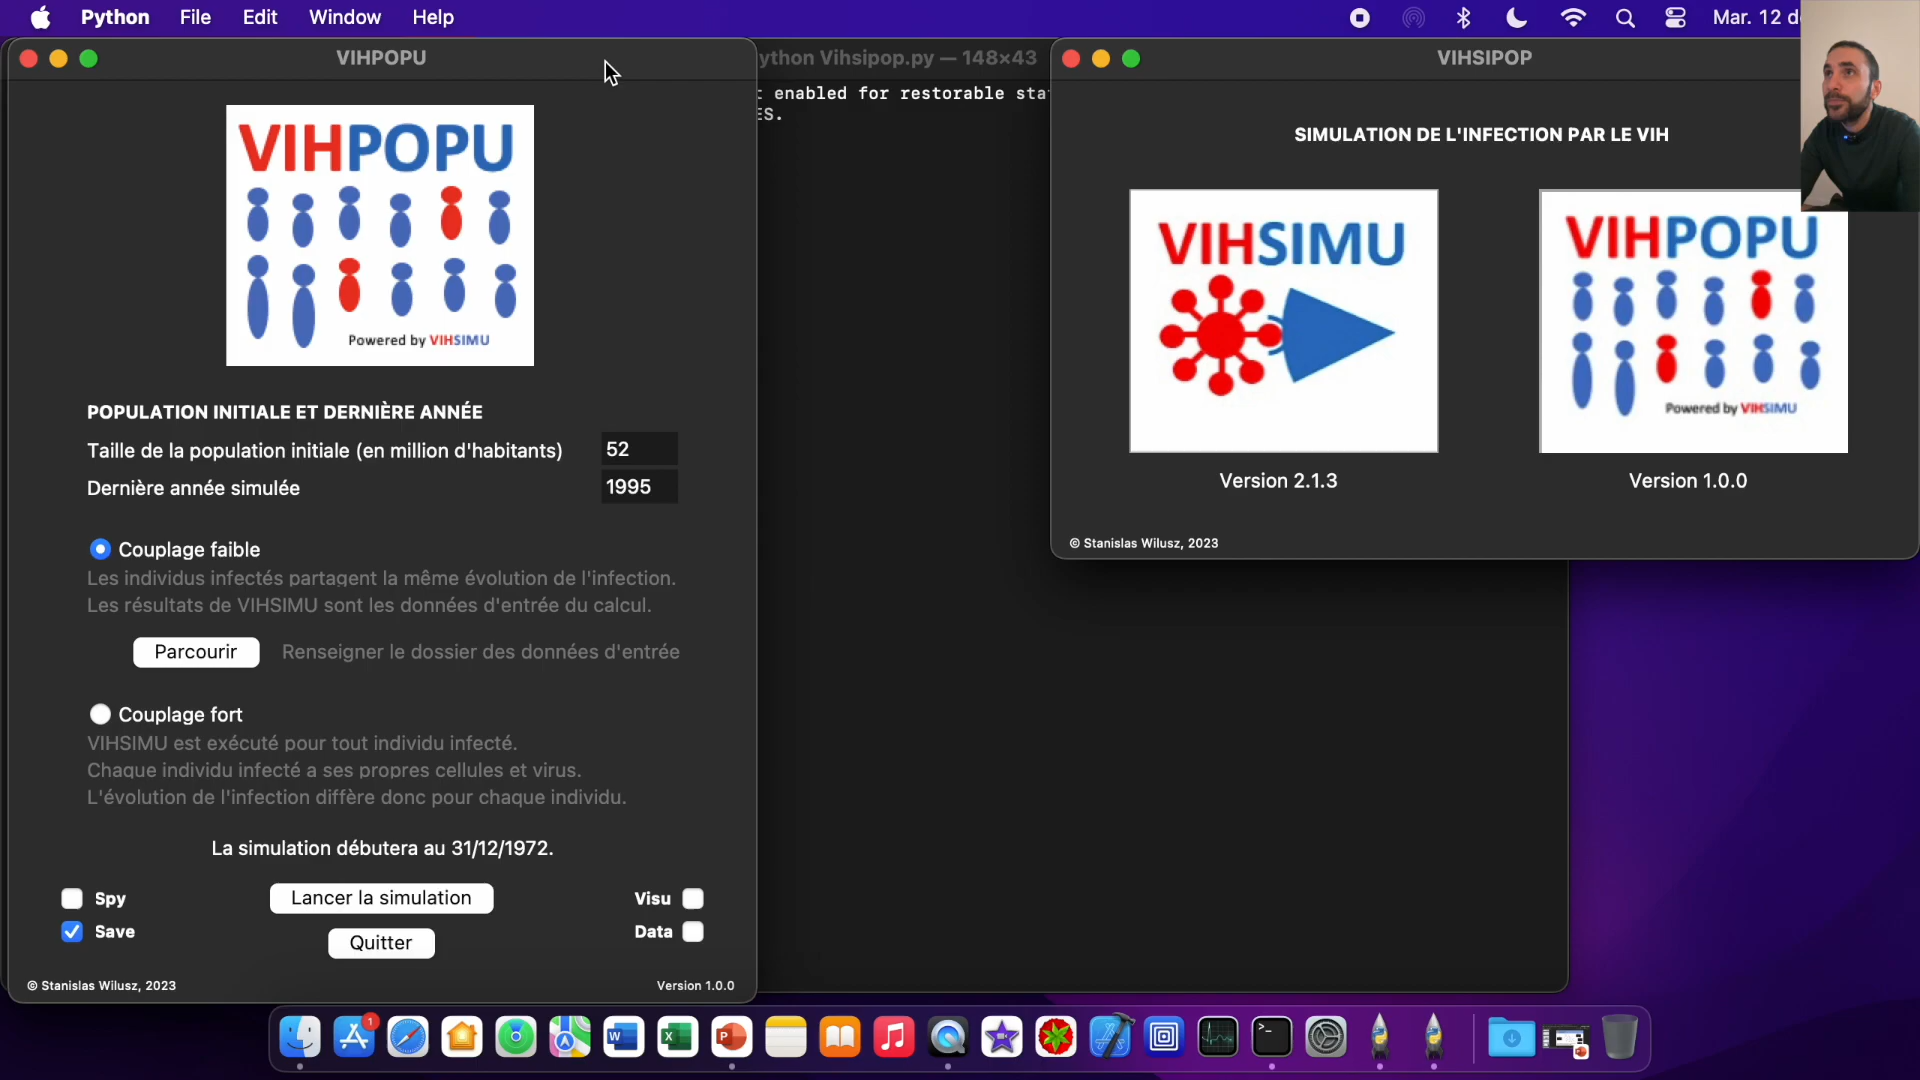 Python File Edit Window Help
Mar. 12 d
VIHPOPU
ython Vihsipop.py — 148×43
VIHSIPOP
t enabled for restorable sta
ES.
VIHPOPU
Powered by VIHSIMU
POPULATION INITIALE ET DERNIÈRE ANNÉE
Taille de la population initiale (en million d'habitants) 52
Dernière année simulée 1995
Couplage faible
Les individus infectés partagent la même évolution de l'infection.
Les résultats de VIHSIMU sont les données d'entrée du calcul.
Parcourir Renseigner le dossier des données d'entrée
Couplage fort
VIHSIMU est exécuté pour tout individu infecté.
Chaque individu infecté a ses propres cellules et virus.
L'évolution de l'infection diffère donc pour chaque individu.
La simulation débutera au 31/12/1972.
Spy Lancer la simulation Visu
Save Quitter Data
© Stanislas Wilusz, 2023 Version 1.0.0
SIMULATION DE L'INFECTION PAR LE VIH
VIHSIMU
VIHPOPU
Powered by VIHSIMU
Version 2.1.3 Version 1.0.0
© Stanislas Wilusz, 2023
1
W
X
P
>_